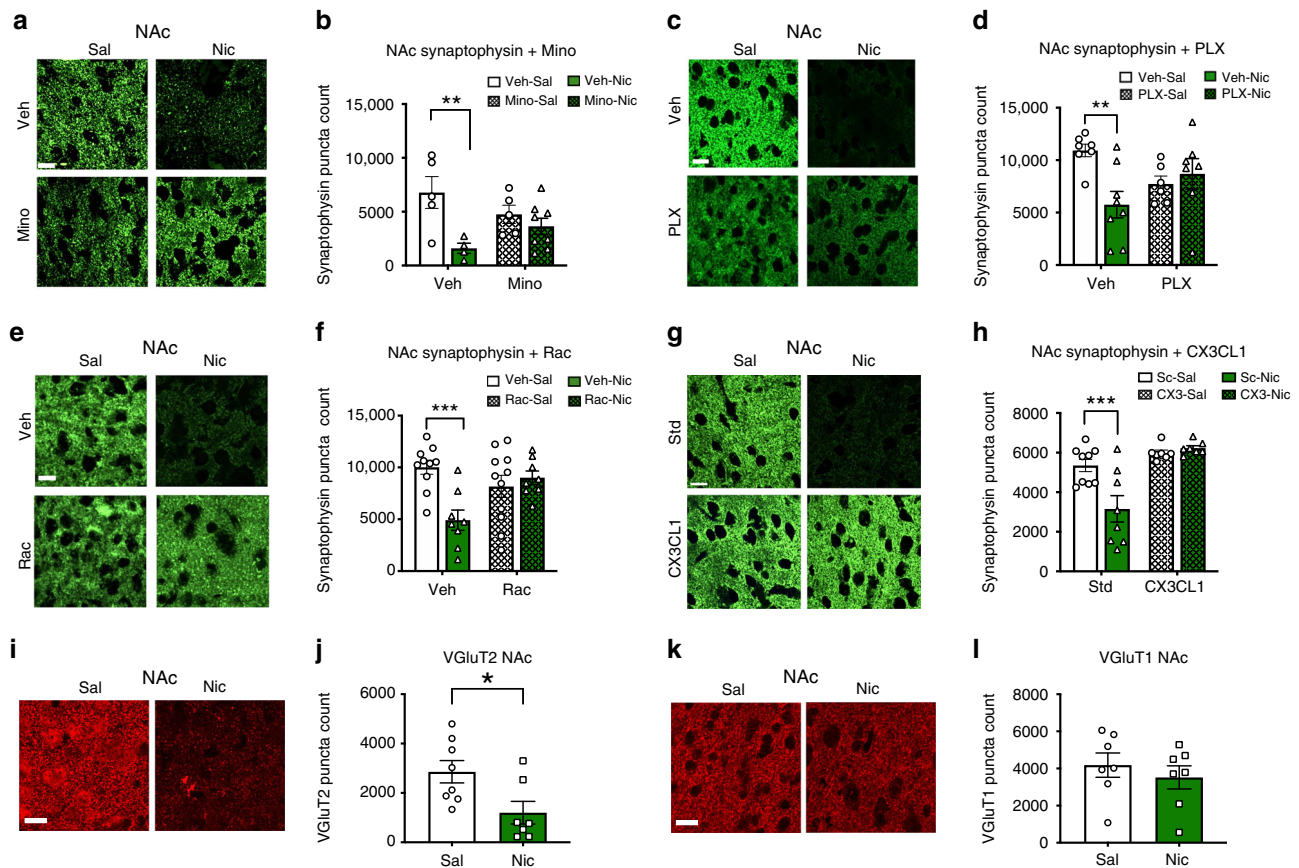 a
NAc
Sal Nic
Veh
Mino
b
NAc synaptophysin + Mino
Veh-Sal Veh-Nic
Mino-Sal Mino-Nic
**
Synaptophysin puncta count
15,000
10,000
5000
0
Veh Mino
c
NAc
Sal Nic
Veh
PLX
d
NAc synaptophysin + PLX
Veh-Sal Veh-Nic
PLX-Sal PLX-Nic
**
Synaptophysin puncta count
15,000
10,000
5000
0
Veh PLX
e
NAc
Sal Nic
Veh
Rac
f
NAc synaptophysin + Rac
Veh-Sal Veh-Nic
Rac-Sal Rac-Nic
***
Synaptophysin puncta count
15,000
10,000
5000
0
Veh Rac
g
NAc
Sal Nic
Std
CX3CL1
h
NAc synaptophysin + CX3CL1
Sc-Sal Sc-Nic
CX3-Sal CX3-Nic
***
Synaptophysin puncta count
8000
6000
4000
2000
0
Std CX3CL1
i
NAc
Sal Nic
j
VGluT2 NAc
*
VGluT2 puncta count
6000
4000
2000
0
Sal Nic
k
NAc
Sal Nic
l
VGluT1 NAc
VGluT1 puncta count
8000
6000
4000
2000
0
Sal Nic